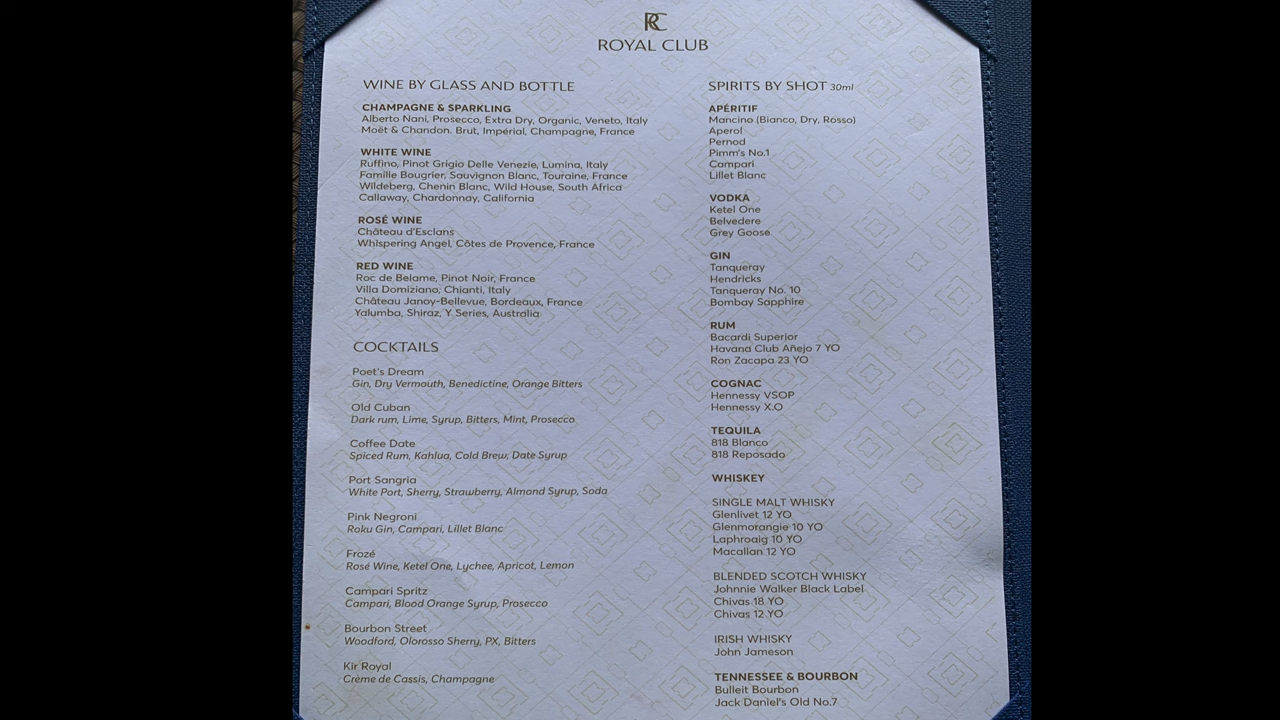 RC
ROYAL CLUB
WINE BY GLASS AND BOTTLE
CHAMPAGNE & SPARKLING
Alberto Nani, Prosecco, Extra Dry, Organic, Veneto, Italy
Moët & Chandon, Brut Impérial, Champagne, France
WHITE WINE
Ruffino, Pinot Grigio Delle Venezie, Lumina, Italy
Famille Bougrier, Sauvignon Blanc, Touraine, France
Wildeberg, Chenin Blanc, Wild House, South Africa
Callaway, Chardonnay, California
ROSÉ WINE
Château d'Esclans
Whispering Angel, Côtes de Provence, France
RED WINE
Roc de Belame, Pinot Noir, France
Villa Domiziano, Chianti, Italy
Château Janoy-Bellevue, Bordeaux, France
Yalumba, Shiraz, Y Series, Australia
COCKTAILS
Poet's Dream
Gin, Dry Vermouth, Benedictine, Orange Bitters
Old Cuban
Dark rum, Lime, Syrup, Bitters, Mint, Prosecco
Coffee Date
Spiced Rum, Kahlua, Cold Brew, Date Syrup
Port Sangria
White Port, Sherry, Strawberry, Almond Syrup, Soda
Pink Negroni
Roku Gin, Campari, Lillet Blanc
Frozé
Rosé Wine, Ketel One, Lychee, Apricot, Lemon
Campari Spritz
Campari, Blood Orange Syrup, Prosecco
Bourbon Street
Woodford, Olorosso Sherry, PX, Bitters
Kir Royal
Crème de Cassis, Champagne
SPIRITS BY SHOT 30ml
APÉRITIF
Mancino (Bianco, Dry, Rosso)
Aperol
Pernod
Pimm's No.1
Campari
Lillet Blanc
VODKA
Ketel One
Belvedere
Grey Goose
GIN
Tanqueray
Hendricks
Tanqueray No. 10
Bombay Sapphire
RUM
Bacardi Superior
Havana Club Añejo 7 YO
Ron Zacapa 23 YO
COGNAC
Hennessy VSOP
Hennessy X.O
TEQUILA
818 Blanco
818 Reposado
WHISKEY
SINGLE MALT WHISKY
Glenlivet 12 YO
Glenmorangie 10 YO
Laphroaig 10 YO
Macallan 12 YO
BLENDED SCOTCH WHISKY
Johnnie Walker Black Label
Chivas 18 YO
Chivas 12 YO
IRISH WHISKY
John Jameson
TENNESSEE & BOURBON
Bulleit Bourbon
Jack Daniel's Old No.7